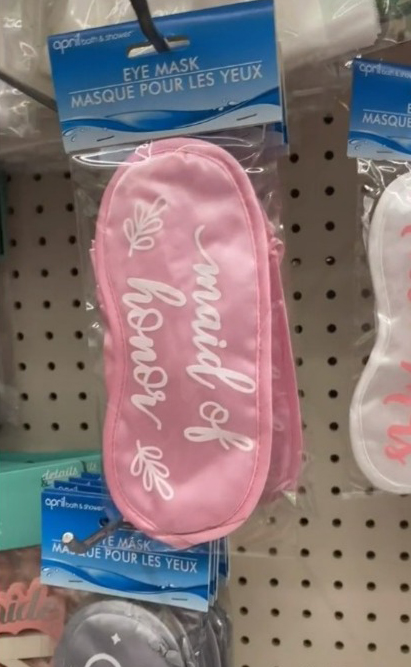 april bath & shower
EYE MASK
MASQUE POUR LES YEUX
maid of
honor
april bath & shower
EYE MASK
MASQUE POUR LES YEUX
details